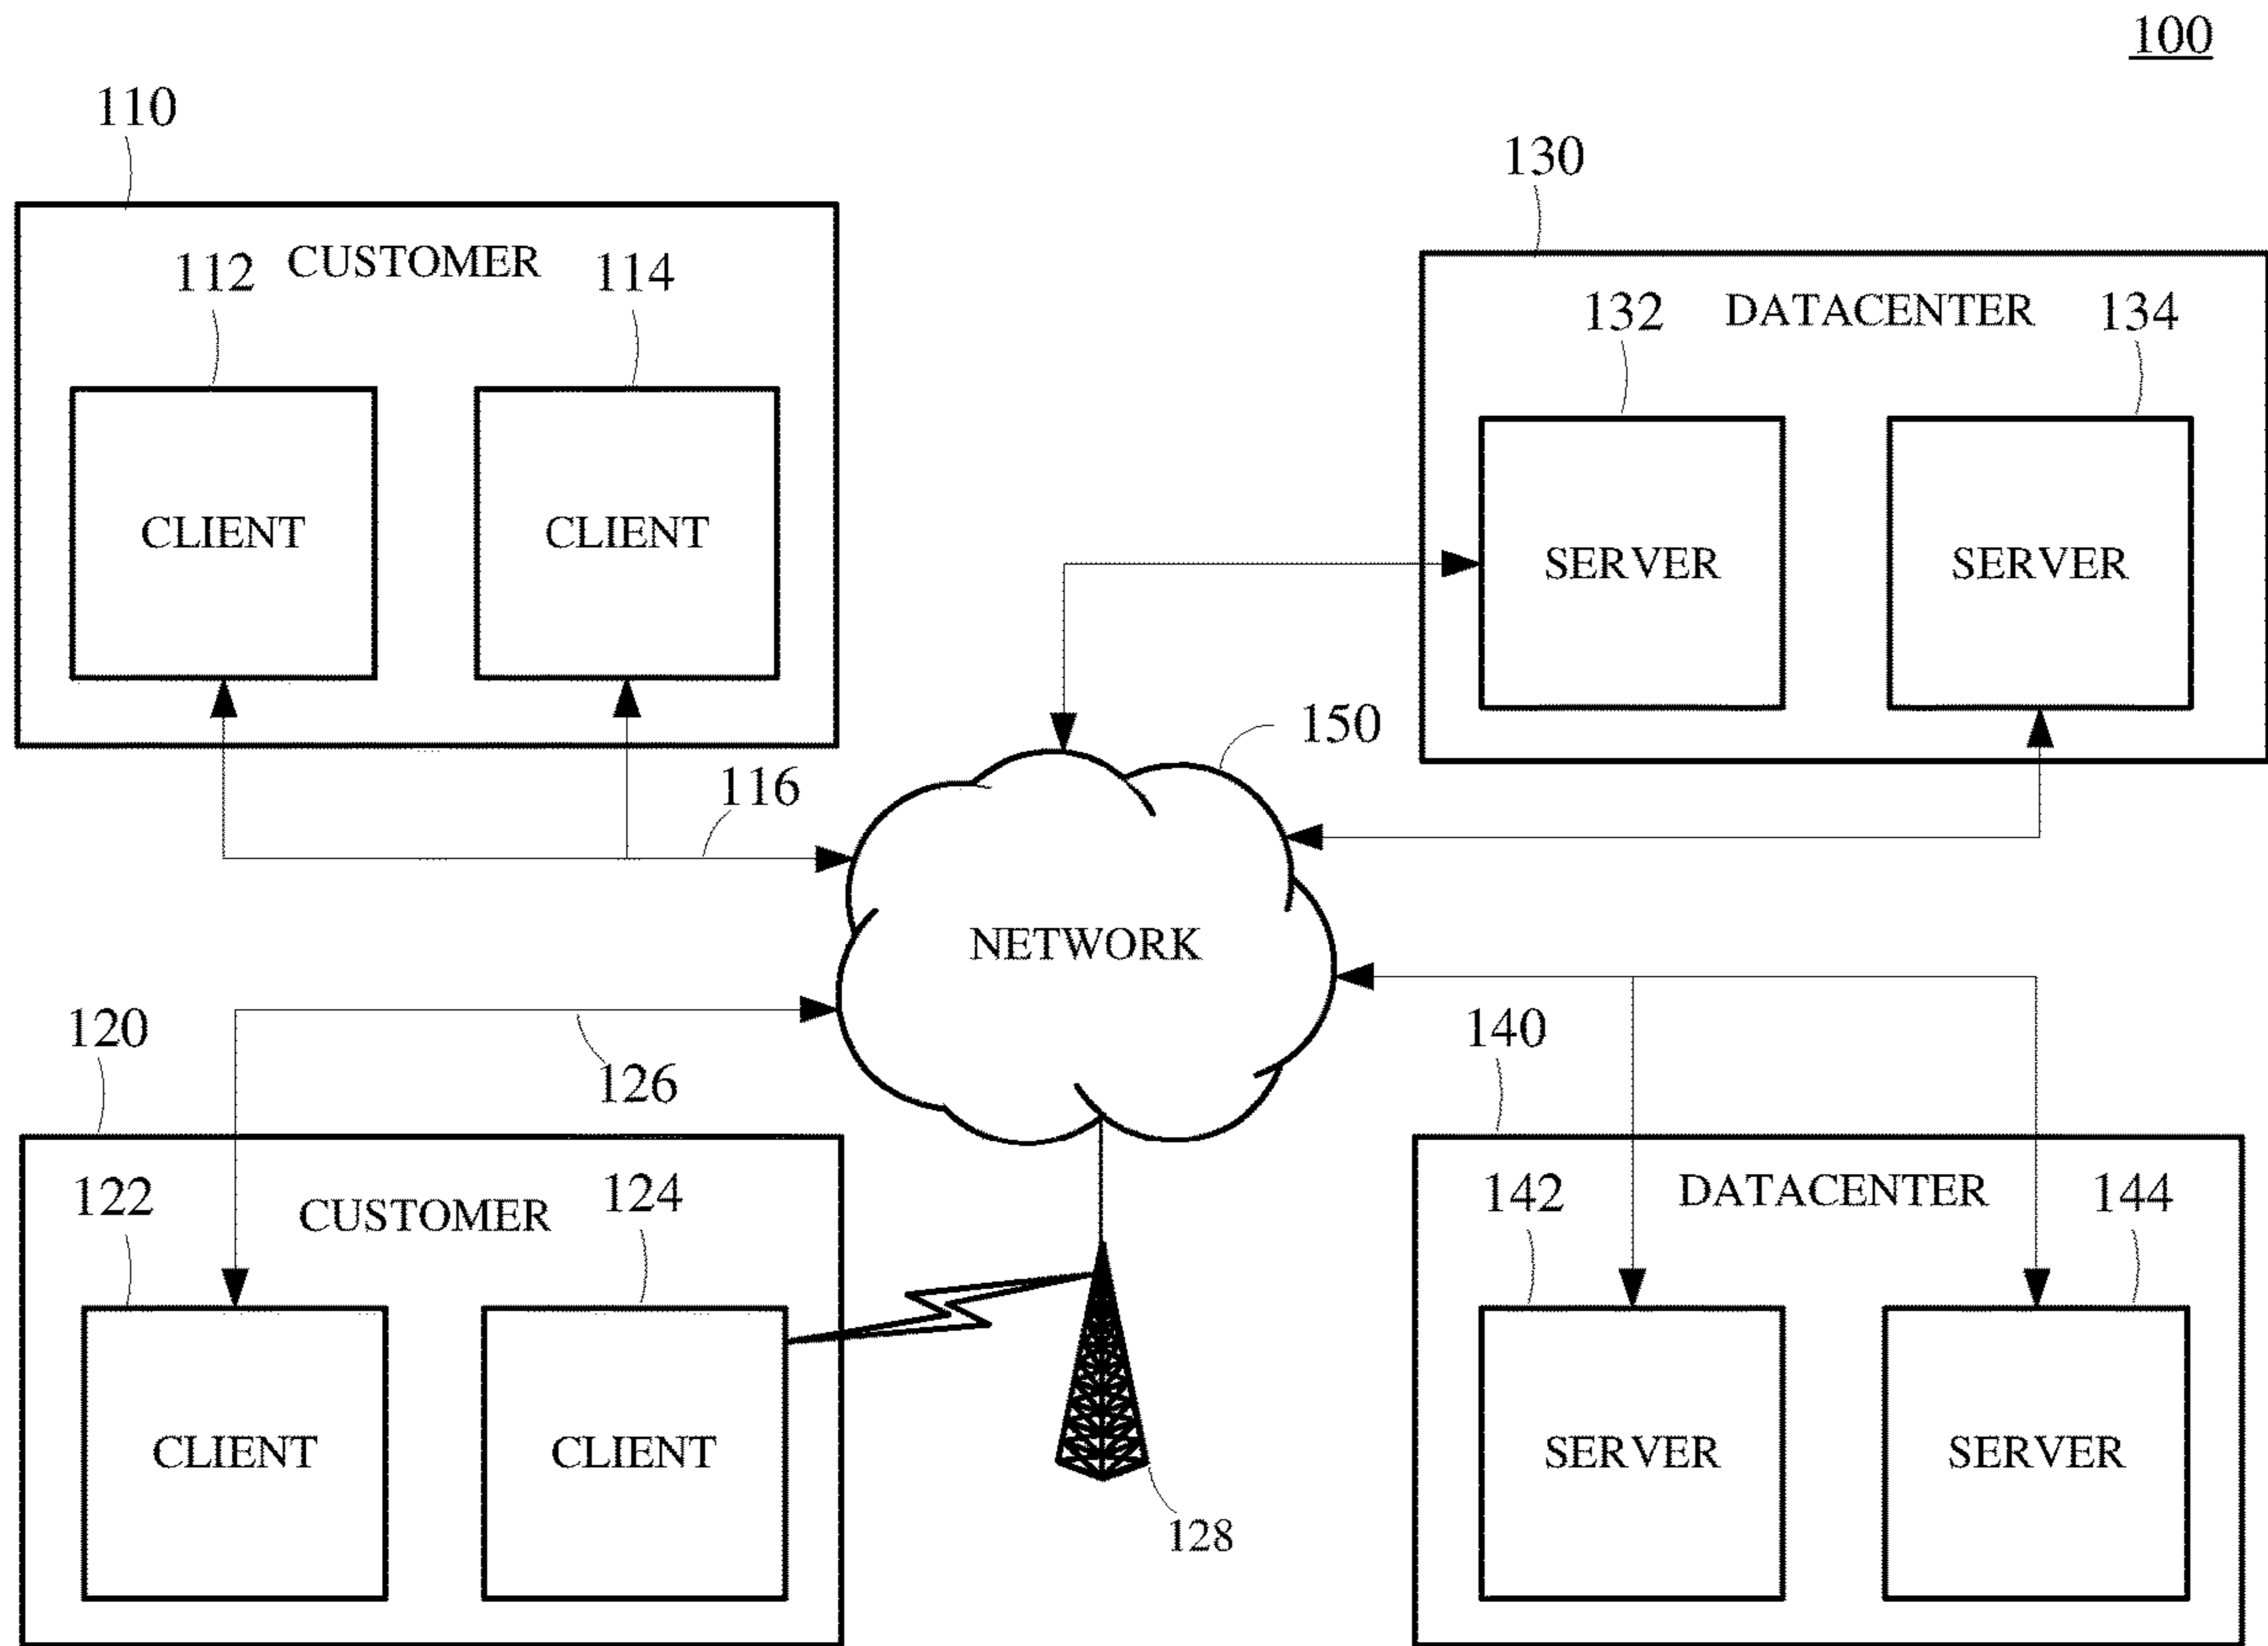 100
110
130
CUSTOMER
112
114
DATACENTER
132
134
CLIENT
CLIENT
SERVER
SERVER
150
116
NETWORK
120
126
140
CUSTOMER
122
124
DATACENTER
142
144
CLIENT
CLIENT
SERVER
SERVER
128